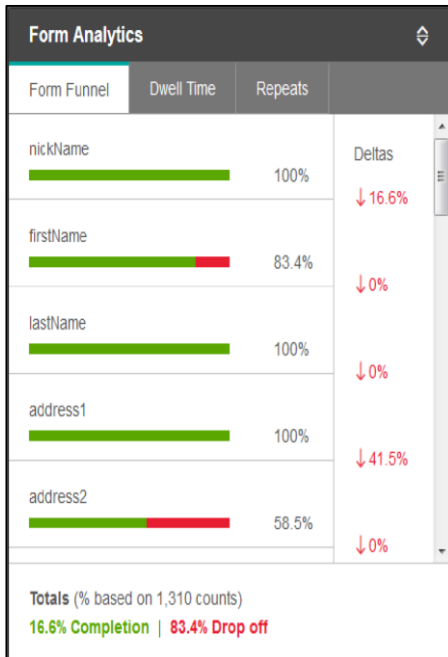 Form Analytics
Form Funnel Dwell Time Repeats
nickName
100%
Deltas
↓16.6%
firstName
83.4%
↓0%
lastName
100%
↓0%
address1
100%
↓41.5%
address2
58.5%
↓0%
Totals (% based on 1,310 counts)
16.6% Completion | 83.4% Drop off